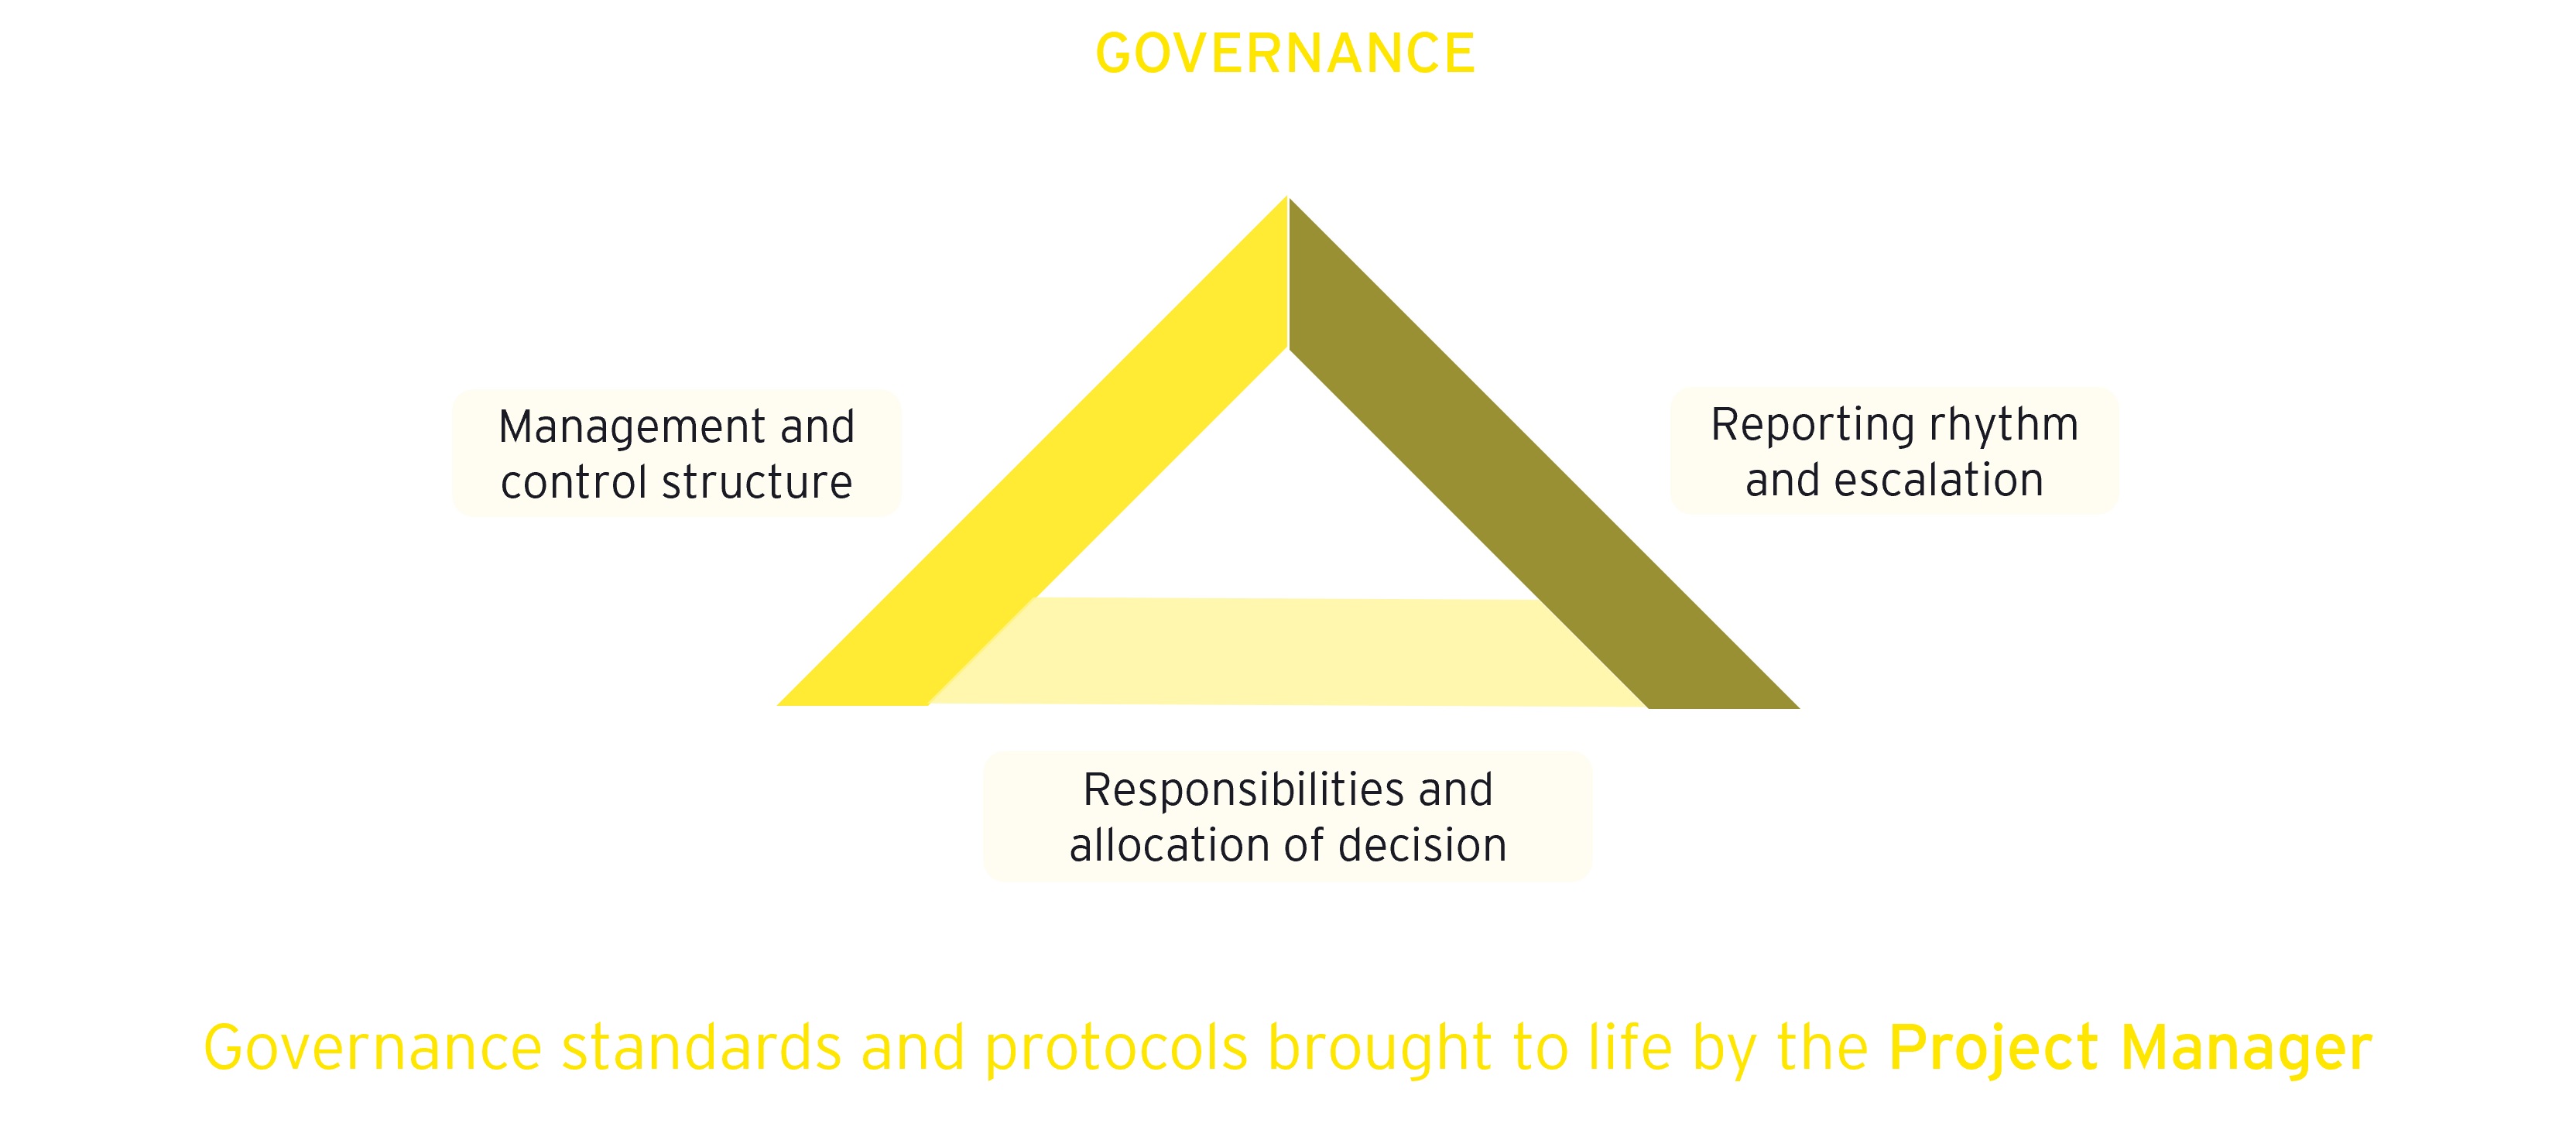 GOVERNANCE
Management and
control structure
Reporting rhythm
and escalation
Responsibilities and
allocation of decision
Governance standards and protocols brought to life by the Project Manager